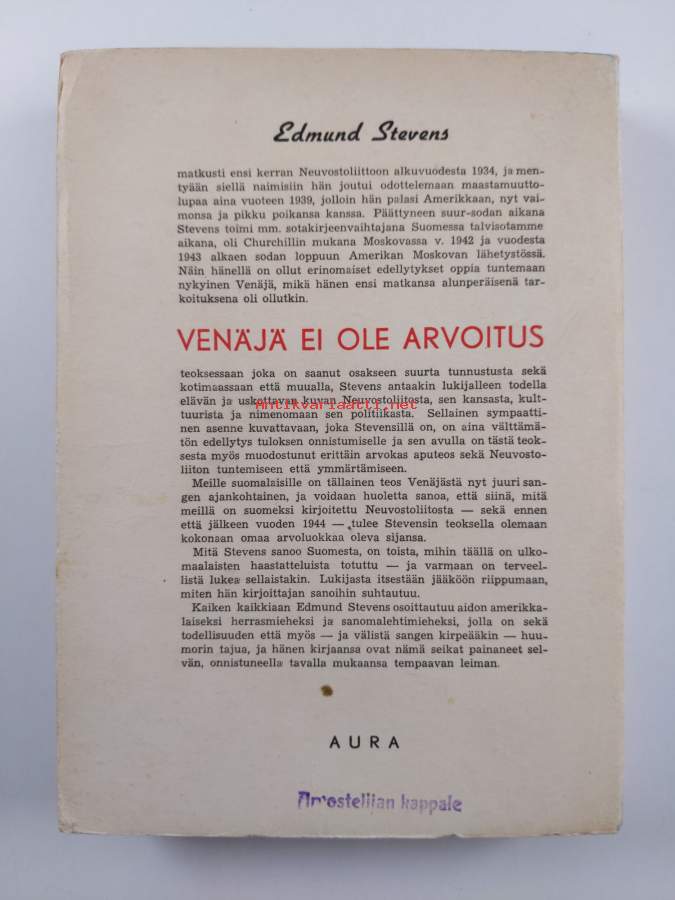 Edmund Stevens
matkusti ensi kerran Neuvostoliittoon alkuvuodesta 1934, ja men-
tyään siellä naimisiin hän joutui odottelemaan maastamuutto-
lupaa aina vuoteen 1939, jolloin hän palasi Amerikkaan, nyt vai-
monsa ja pikku poikansa kanssa. Päättyneen suur-sodan aikana
Stevens toimi mm. sotakirjeenvaihtajana Suomessa talvisotamme
aikana, oli Churchillin mukana Moskovassa v. 1942 ja vuodesta
1943 alkaen sodan loppuun Amerikan Moskovan lähetystössä.
Näin hänellä on ollut erinomaiset edellytykset oppia tuntemaan
nykyinen Venäjä, mikä hänen ensi matkansa alunperäisenä tar-
koituksena oli ollutkin.
VENÄJÄ EI OLE ARVOITUS
teoksessaan joka on saanut osakseen suurta tunnustusta sekä
kotimaassaan että muualla, Stevens antaakin lukijalleen todella
elävän ja uskottavan kuvan Neuvostoliitosta, sen kansasta, kult-
Antikvariaatti.net
tuurista ja nimenomaan sen politiikasta. Sellainen sympaatti-
nen asenne kuvattavaan, joka Stevensillä on, on aina välttämä-
tön edellytys tuloksen onnistumiselle ja sen avulla on tästä teok-
sesta myös muodostunut erittäin arvokas aputeos sekä Neuvosto-
liiton tuntemiseen että ymmärtämiseen.
Meille suomalaisille on tällainen teos Venäjästä nyt juuri san-
gen ajankohtainen, ja voidaan huoletta sanoa, että siinä, mitä
meillä on suomeksi kirjoitettu Neuvostoliitosta — sekä ennen
että jälkeen vuoden 1944 — tulee Stevensin teoksella olemaan
kokonaan omaa arvoluokkaa oleva sijansa.
Mitä Stevens sanoo Suomesta, on toista, mihin täällä on ulko-
maalaisten haastatteluista totuttu — ja varmaan on terveel-
listä lukea sellaistakin. Lukijasta itsestään jääköön riippumaan,
miten hän kirjoittajan sanoihin suhtautuu.
Kaiken kaikkiaan Edmund Stevens osoittautuu aidon amerikka-
laiseksi herrasmieheksi ja sanomalehtimieheksi, jolla on sekä
todellisuuden että myös — ja välistä sangen kirpeääkin — huu-
morin tajua, ja hänen kirjaansa ovat nämä seikat painaneet sel-
vän, onnistuneella tavalla mukaansa tempaavan leiman.
AURA
Arvostelijan kappale